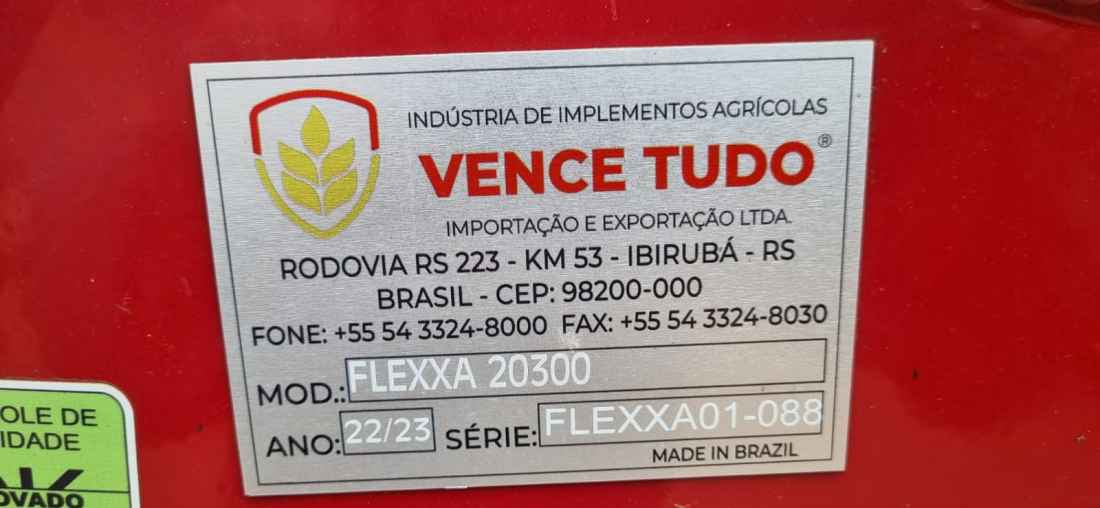 INDÚSTRIA DE IMPLEMENTOS AGRÍCOLAS
VENCE TUDO®
IMPORTAÇÃO E EXPORTAÇÃO LTDA.
RODOVIA RS 223 - KM 53 - IBIRUBÁ - RS
BRASIL - CEP: 98200-000
FONE: +55 54 3324-8000 FAX: +55 54 3324-8030
MOD.: FLEXXA 20300
ANO: 22/23 SÉRIE: FLEXXA01-088
MADE IN BRAZIL
OLE DE
IDADE
OVADO